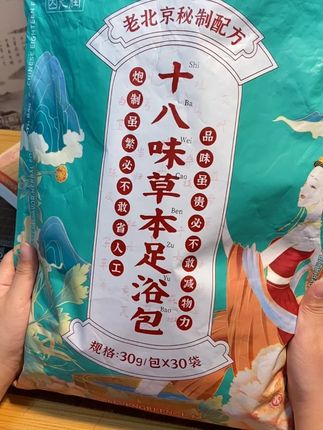 老北京秘制配方
十八味草本足浴包
Shi Ba Wei Cao Ben Zu Yu Bao
炮制虽繁必不敢省人工
品味虽贵必不敢减物力
规格:30g/包X30袋